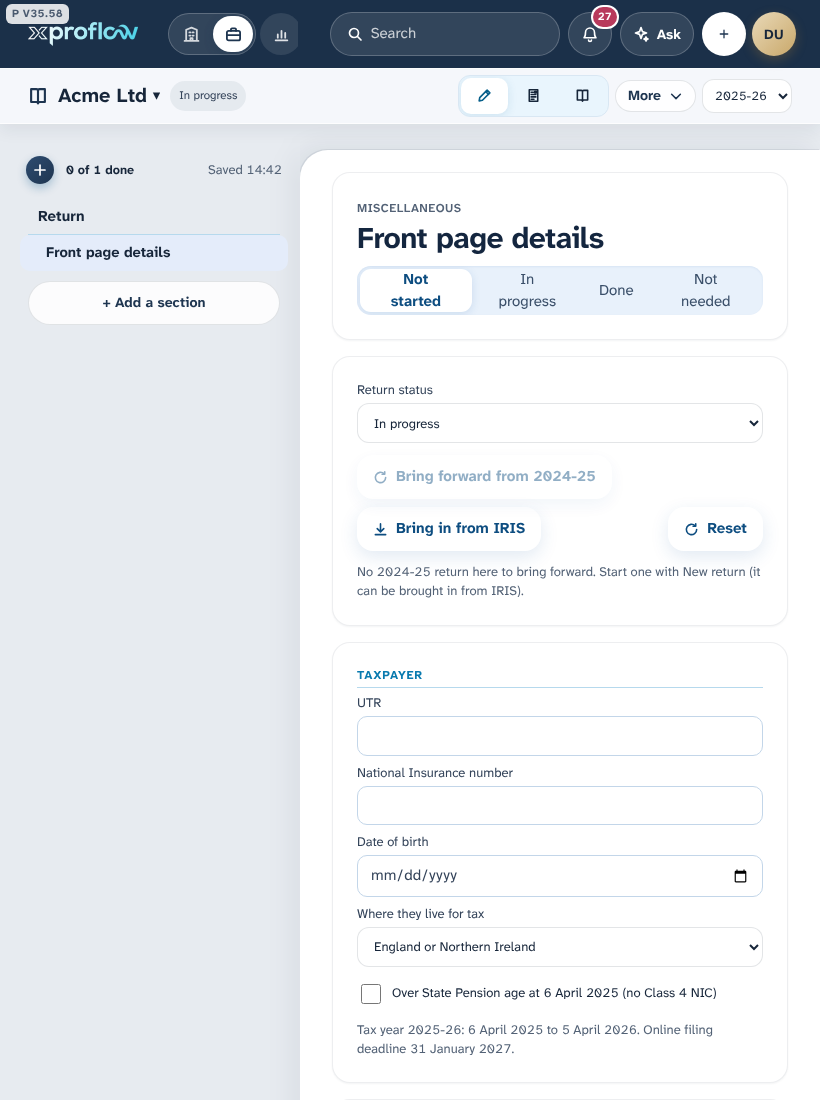 P V35.58
xproflow
Search
27
Ask
+
DU
Acme Ltd ▾
In progress
More
2025-26
+
0 of 1 done
Saved 14:42
Return
Front page details
+ Add a section
MISCELLANEOUS
Front page details
Not
started
In
progress
Done
Not
needed
Return status
In progress
Bring forward from 2024-25
Bring in from IRIS
Reset
No 2024-25 return here to bring forward. Start one with New return (it
can be brought in from IRIS).
TAXPAYER
UTR
National Insurance number
Date of birth
mm/dd/yyyy
Where they live for tax
England or Northern Ireland
Over State Pension age at 6 April 2025 (no Class 4 NIC)
Tax year 2025-26: 6 April 2025 to 5 April 2026. Online filing
deadline 31 January 2027.